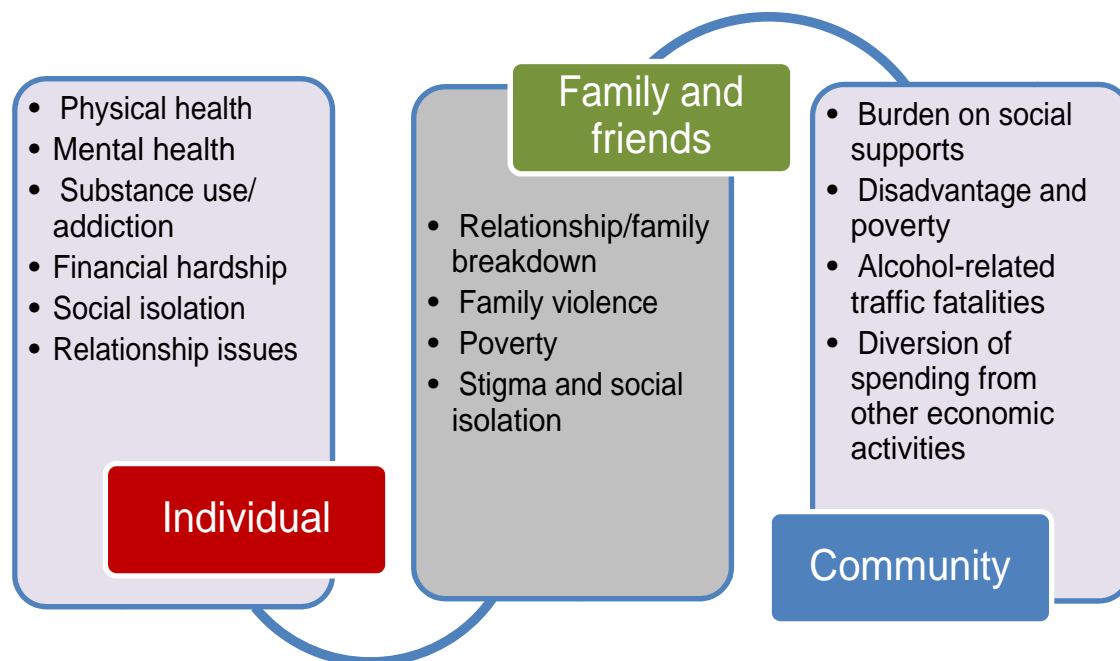 • Physical health
• Mental health
• Substance use/
addiction
• Financial hardship
• Social isolation
• Relationship issues
Individual
Family and
friends
• Relationship/family
breakdown
• Family violence
• Poverty
• Stigma and social
isolation
• Burden on social
supports
• Disadvantage and
poverty
• Alcohol-related
traffic fatalities
• Diversion of
spending from
other economic
activities
Community